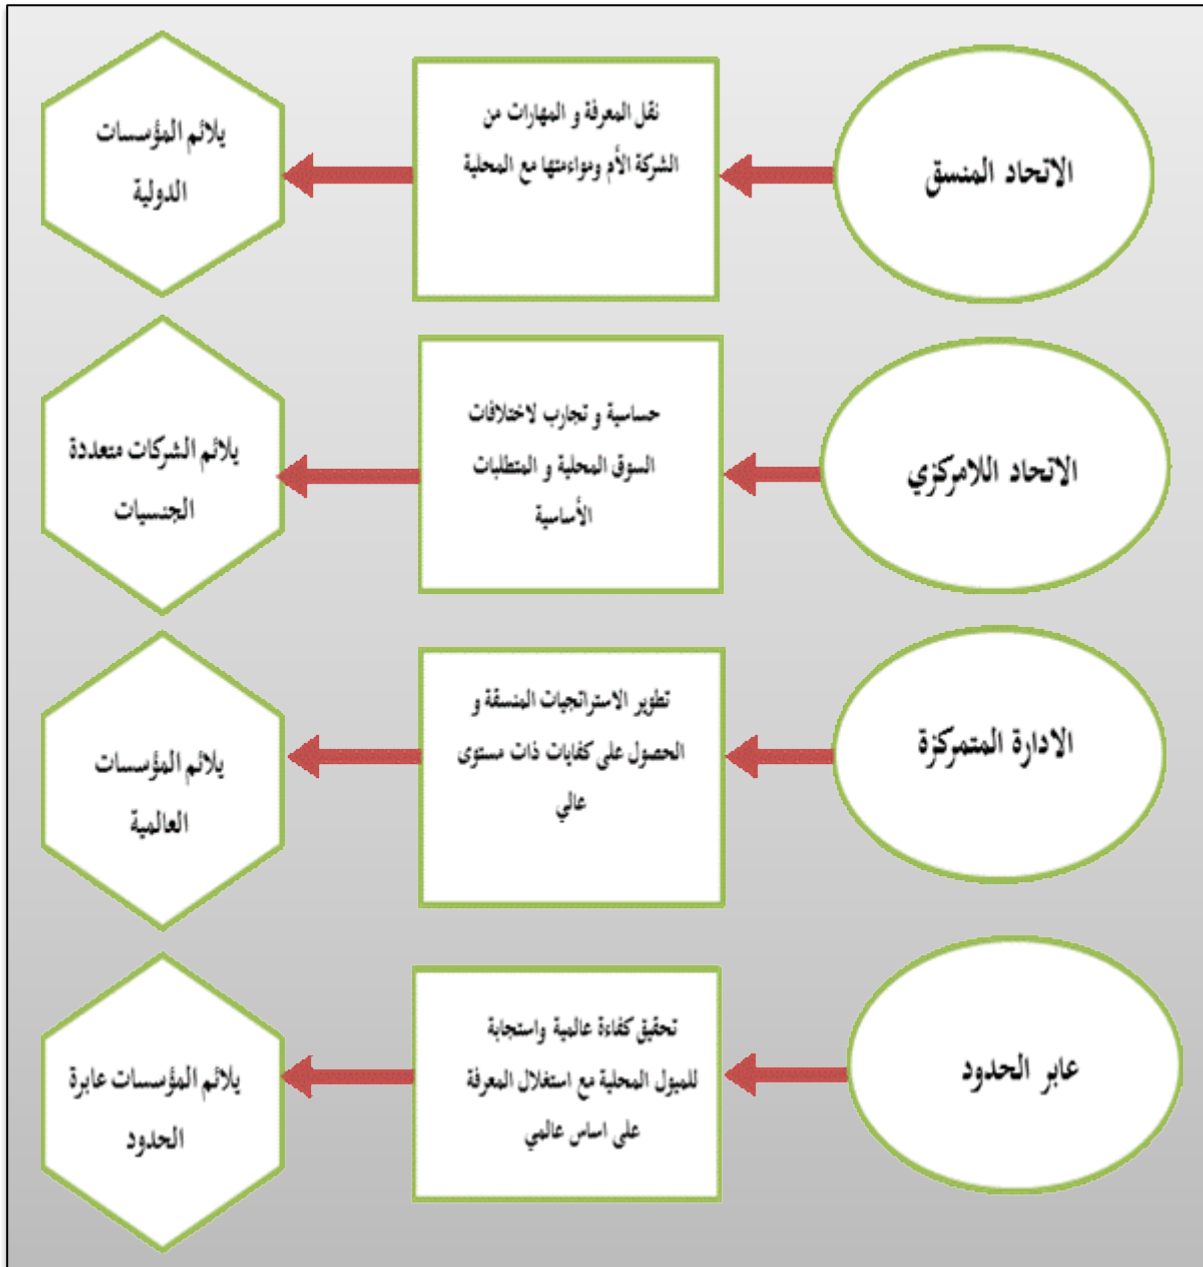 الاتحاد المنسق
نقل المعرفة و المهارات من
الشركة الأم ومواءمتها مع المحلية
يلائم المؤسسات
الدولية
الاتحاد اللامركزي
حساسية و تجارب لاختلافات
السوق المحلية و المتطلبات
الأساسية
يلائم الشركات متعددة
الجنسيات
الادارة المتمركزة
تطوير الاستراتجيات المنسقة و
الحصول على كفايات ذات مستوى
عالي
يلائم المؤسسات
العالمية
عابر الحدود
تحقيق كفاءة عالمية واستجابة
للميول المحلية مع استغلال المعرفة
على اساس عالمي
يلائم المؤسسات عابرة
الحدود